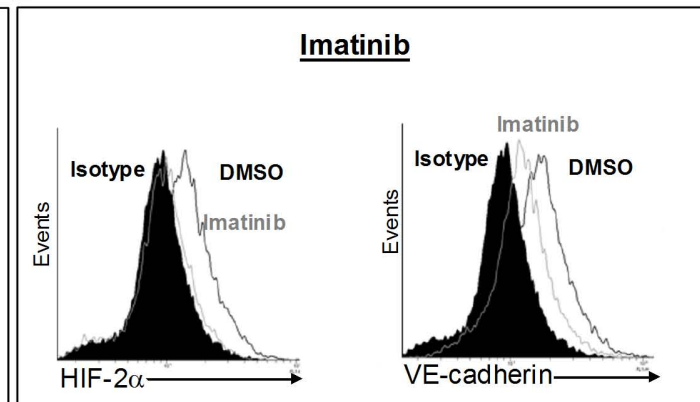 Imatinib
Isotype
DMSO
Imatinib
Events
HIF-2α
Imatinib
Isotype
DMSO
Events
VE-cadherin